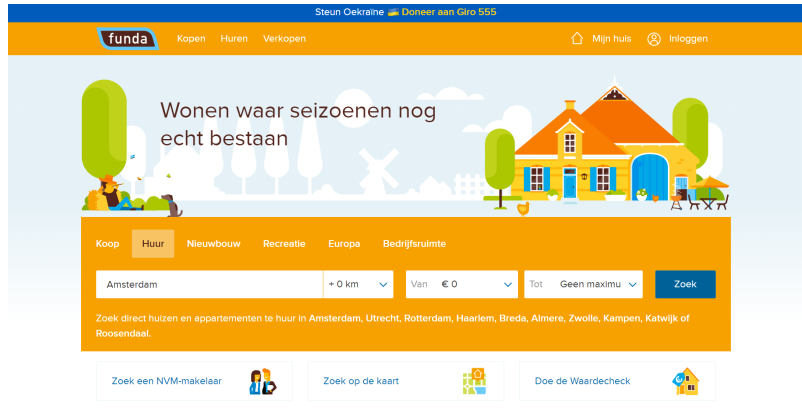 Steun Oekraïne Doneer aan Giro 555
funda Kopen Huren Verkopen Mijn huis Inloggen
Wonen waar seizoenen nog
echt bestaan
Koop Huur Nieuwbouw Recreatie Europa Bedrijfsruimte
Amsterdam + 0 km Van € 0 Tot Geen maximu Zoek
Zoek direct huizen en appartementen te huur in Amsterdam, Utrecht, Rotterdam, Haarlem, Breda, Almere, Zwolle, Kampen, Katwijk of
Roosendaal.
Zoek een NVM-makelaar Zoek op de kaart Doe de Waardecheck